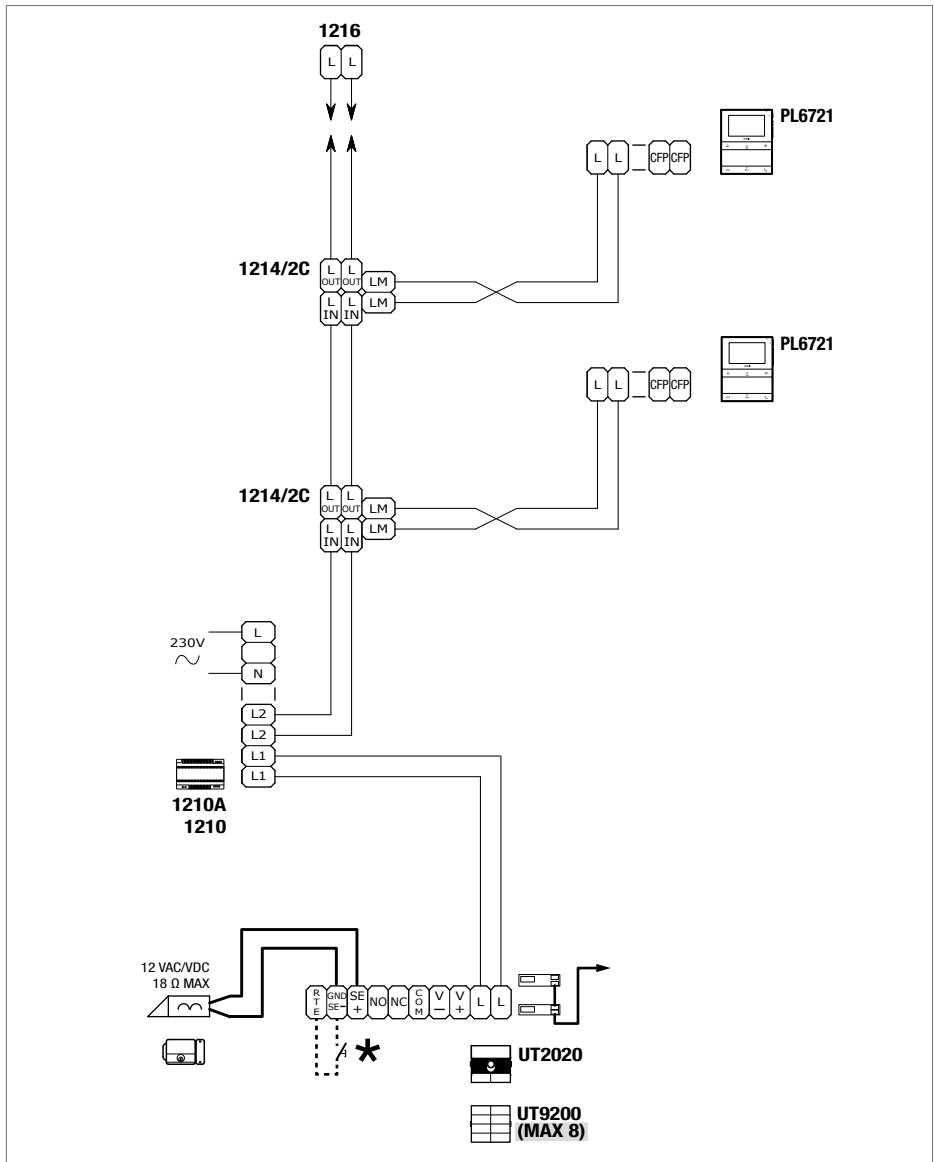 1216
L L
PL6721
L L CFP CFP
1214/2C
L OUT L OUT LM
L IN L IN LM
PL6721
L L CFP CFP
1214/2C
L OUT L OUT LM
L IN L IN LM
230V
L
N
L2
L2
L1
L1
1210A
1210
12 VAC/VDC
18 Ω MAX
RTE GND SE– SE + NO NC COM V – V + L L
*
UT2020
UT9200
(MAX 8)